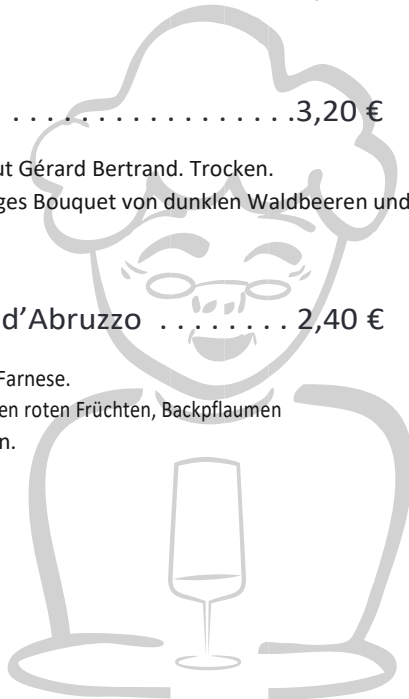 . . . . . . . . . . . . . . . . .3,20 €
ut Gérard Bertrand. Trocken.
ges Bouquet von dunklen Waldbeeren und
d’Abruzzo . . . . . . . . 2,40 €
Farnese.
en roten Früchten, Backpflaumen
n.